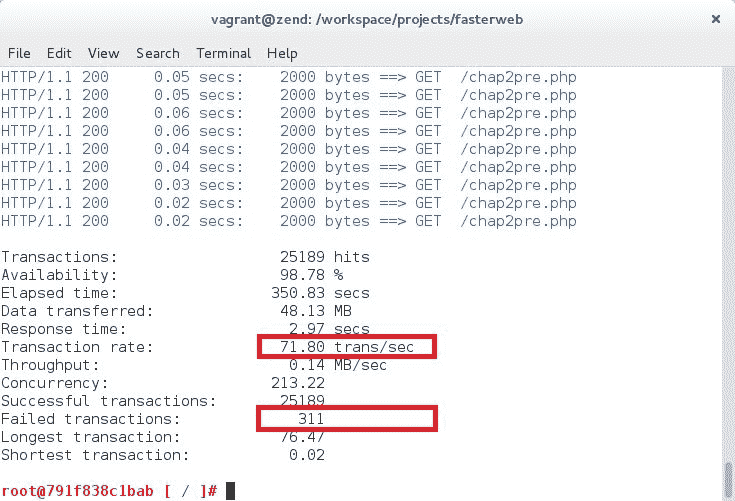 vagrant@zend: /workspace/projects/fasterweb ×
File Edit View Search Terminal Help
HTTP/1.1 200 0.05 secs: 2000 bytes ==> GET /chap2pre.php
HTTP/1.1 200 0.05 secs: 2000 bytes ==> GET /chap2pre.php
HTTP/1.1 200 0.06 secs: 2000 bytes ==> GET /chap2pre.php
HTTP/1.1 200 0.06 secs: 2000 bytes ==> GET /chap2pre.php
HTTP/1.1 200 0.04 secs: 2000 bytes ==> GET /chap2pre.php
HTTP/1.1 200 0.04 secs: 2000 bytes ==> GET /chap2pre.php
HTTP/1.1 200 0.03 secs: 2000 bytes ==> GET /chap2pre.php
HTTP/1.1 200 0.02 secs: 2000 bytes ==> GET /chap2pre.php
HTTP/1.1 200 0.02 secs: 2000 bytes ==> GET /chap2pre.php
Transactions: 25189 hits
Availability: 98.78 %
Elapsed time: 350.83 secs
Data transferred: 48.13 MB
Response time: 2.97 secs
Transaction rate: 71.80 trans/sec
Throughput: 0.14 MB/sec
Concurrency: 213.22
Successful transactions: 25189
Failed transactions: 311
Longest transaction: 76.47
Shortest transaction: 0.02
root@791f838c1bab [ / ]#